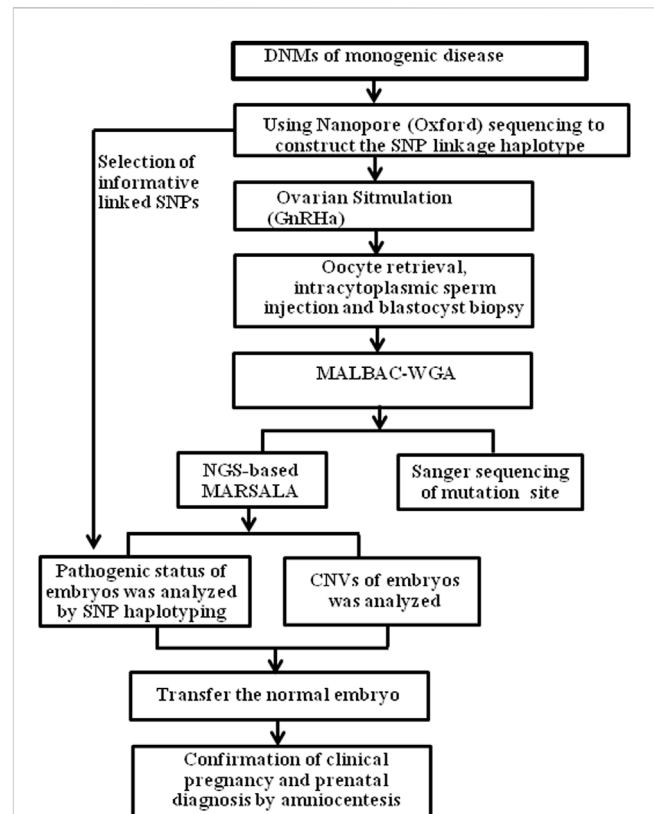 DNMs of monogenic disease
Using Nanopore (Oxford) sequencing to
construct the SNP linkage haplotype
Selection of
informative
linked SNPs
Ovarian Sitmulation
(GnRHa)
Oocyte retrieval,
intracytoplasmic sperm
injection and blastocyst biopsy
MALBAC-WGA
NGS-based
MARSALA
Sanger sequencing
of mutation site
Pathogenic status of
embryos was analyzed
by SNP haplotyping
CNVs of embryos
was analyzed
Transfer the normal embryo
Confirmation of clinical
pregnancy and prenatal
diagnosis by amniocentesis